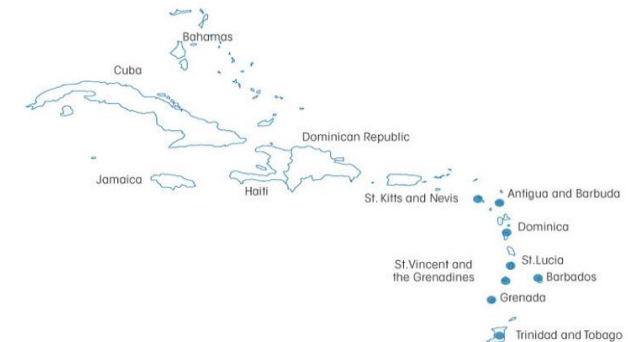 Bahamas
Cuba
Dominican Republic
Jamaica
Haiti
St. Kitts and Nevis
Antigua and Barbuda
Dominica
St.Vincent and
the Grenadines
St.Lucia
Barbados
Grenada
Trinidad and Tobago